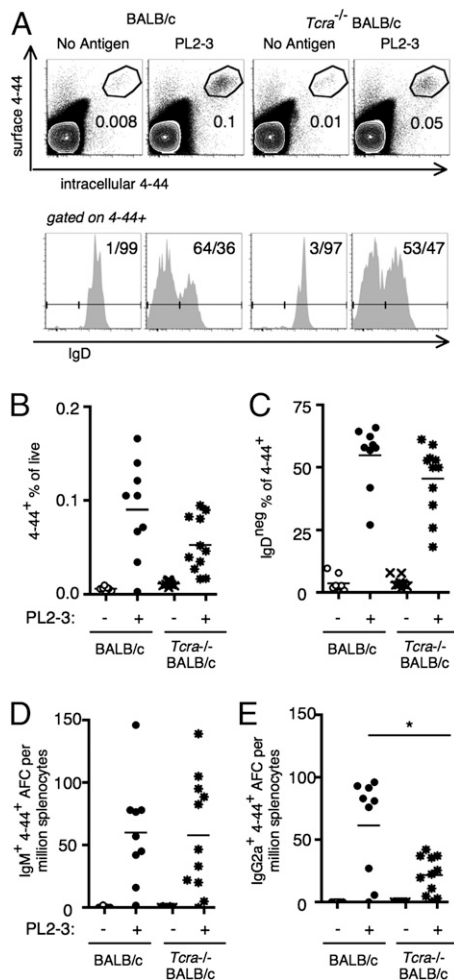 A
BALB/c
Tcra-/- BALB/c
No Antigen
PL2-3
No Antigen
PL2-3
surface 4-44
0.008
0.1
0.01
0.05
intracellular 4-44
gated on 4-44+
1/99
64/36
3/97
53/47
IgD
B
4-44+ % of live
0.2
0.1
0.0
PL2-3:
-
+
-
+
BALB/c
Tcra-/-
BALB/c
C
IgDneg % of 4-44+
75
50
25
0
-
+
-
+
BALB/c
Tcra-/-
BALB/c
D
IgM+ 4-44+ AFC per
million splenocytes
150
100
50
0
PL2-3:
-
+
-
+
BALB/c
Tcra-/-
BALB/c
E
IgG2a+ 4-44+ AFC per
million splenocytes
150
100
50
0
*
-
+
-
+
BALB/c
Tcra-/-
BALB/c